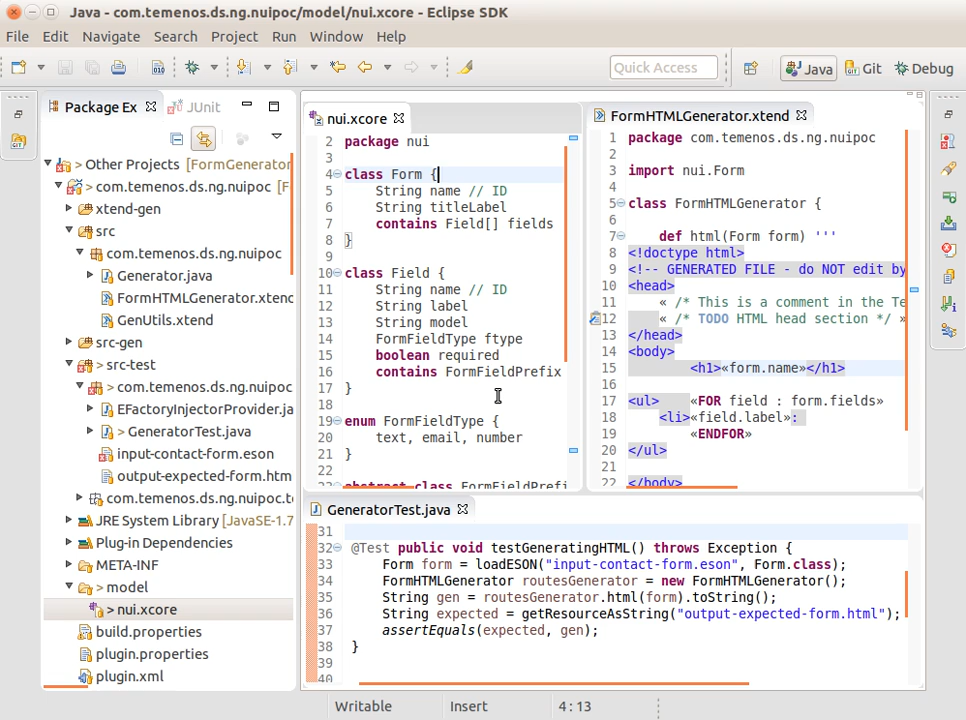 Java - com.temenos.ds.ng.nuipoc/model/nui.xcore - Eclipse SDK
File Edit Navigate Search Project Run Window Help
Quick Access
Java
Git
Debug
Package Ex
JUnit
> Other Projects [FormGenerator
> com.temenos.ds.ng.nuipoc [F
xtend-gen
> src
> com.temenos.ds.ng.nuipoc
Generator.java
FormHTMLGenerator.xtend
GenUtils.xtend
src-gen
> src-test
> com.temenos.ds.ng.nuipoc
EFactoryInjectorProvider.ja
> GeneratorTest.java
input-contact-form.eson
output-expected-form.htm
> com.temenos.ds.ng.nuipoc.t
JRE System Library [JavaSE-1.7
Plug-in Dependencies
META-INF
> model
> nui.xcore
build.properties
plugin.properties
plugin.xml
nui.xcore
2 package nui
3
4 class Form {
5 String name // ID
6 String titleLabel
7 contains Field[] fields
8 }
9
10 class Field {
11 String name // ID
12 String label
13 String model
14 FormFieldType ftype
15 boolean required
16 contains FormFieldPrefix
17 }
18
19 enum FormFieldType {
20 text, email, number
21 }
22
23 abstract class FormFieldPrefi
FormHTMLGenerator.xtend
1 package com.temenos.ds.ng.nuipoc
2
3 import nui.Form
4
5 class FormHTMLGenerator {
6
7 def html(Form form) '''
8 <!doctype html>
9 <!-- GENERATED FILE - do NOT edit by
10 <head>
11 « /* This is a comment in the Te
12 « /* TODO HTML head section */ »
13 </head>
14 <body>
15 <h1>«form.name»</h1>
16
17 <ul> «FOR field : form.fields»
18 <li>«field.label»:
19 «ENDFOR»
20 </ul>
21
22 </body>
GeneratorTest.java
31
32 @Test public void testGeneratingHTML() throws Exception {
33 Form form = loadESON("input-contact-form.eson", Form.class);
34 FormHTMLGenerator routesGenerator = new FormHTMLGenerator();
35 String gen = routesGenerator.html(form).toString();
36 String expected = getResourceAsString("output-expected-form.html");
37 assertEquals(expected, gen);
38 }
39
40
Writable
Insert
4:13